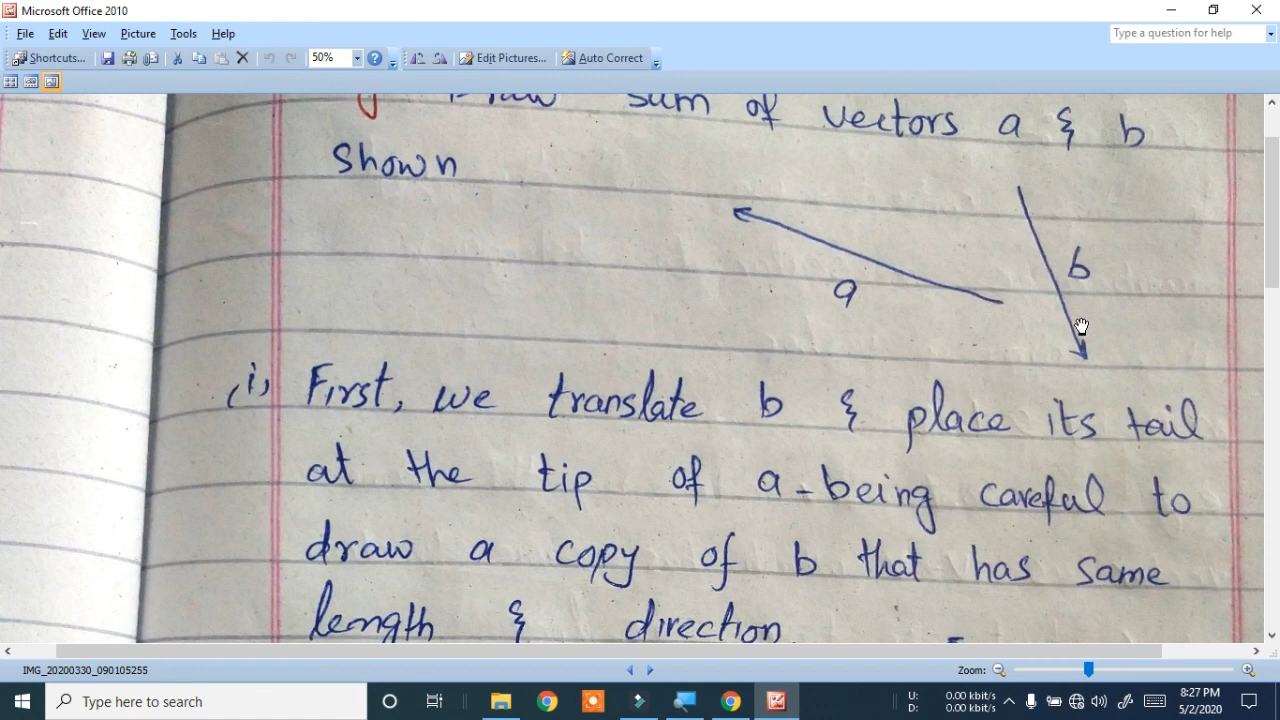 Microsoft Office 2010
File Edit View Picture Tools Help
Type a question for help
Shortcuts... 50% Edit Pictures... Auto Correct
Draw sum of vectors a & b
shown
a
b
(i) First, we translate b & place its tail
at the tip of a - being careful to
draw a copy of b that has same
length & direction.
IMG_20200330_090105255
Zoom:
Type here to search
U: 0.00 kbit/s
D: 0.00 kbit/s
8:27 PM
5/2/2020